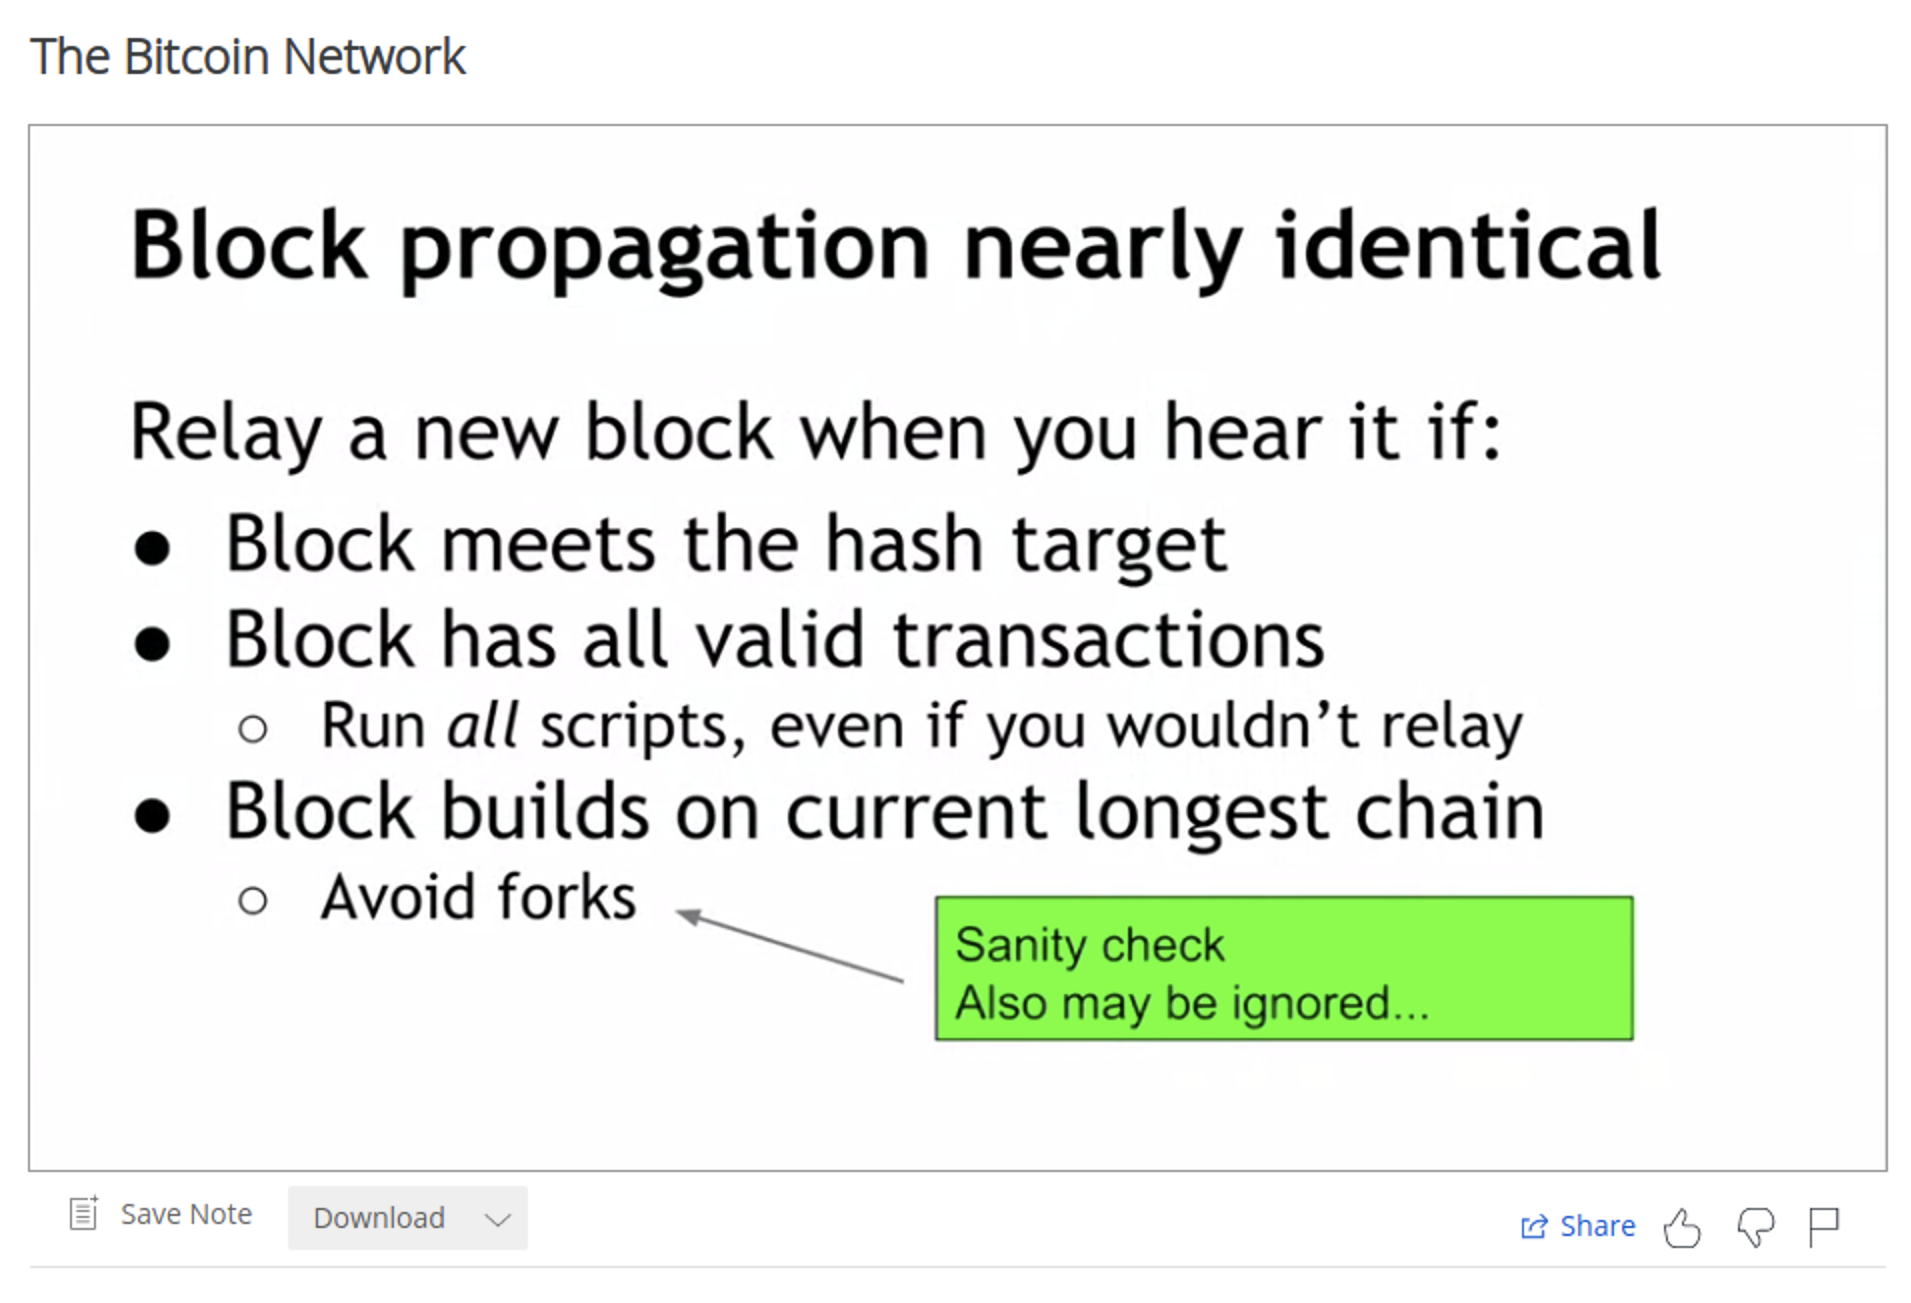 The Bitcoin Network
Block propagation nearly identical
Relay a new block when you hear it if:
● Block meets the hash target
● Block has all valid transactions
○ Run all scripts, even if you wouldn’t relay
● Block builds on current longest chain
○ Avoid forks
Sanity check
Also may be ignored...
Save Note
Download
Share